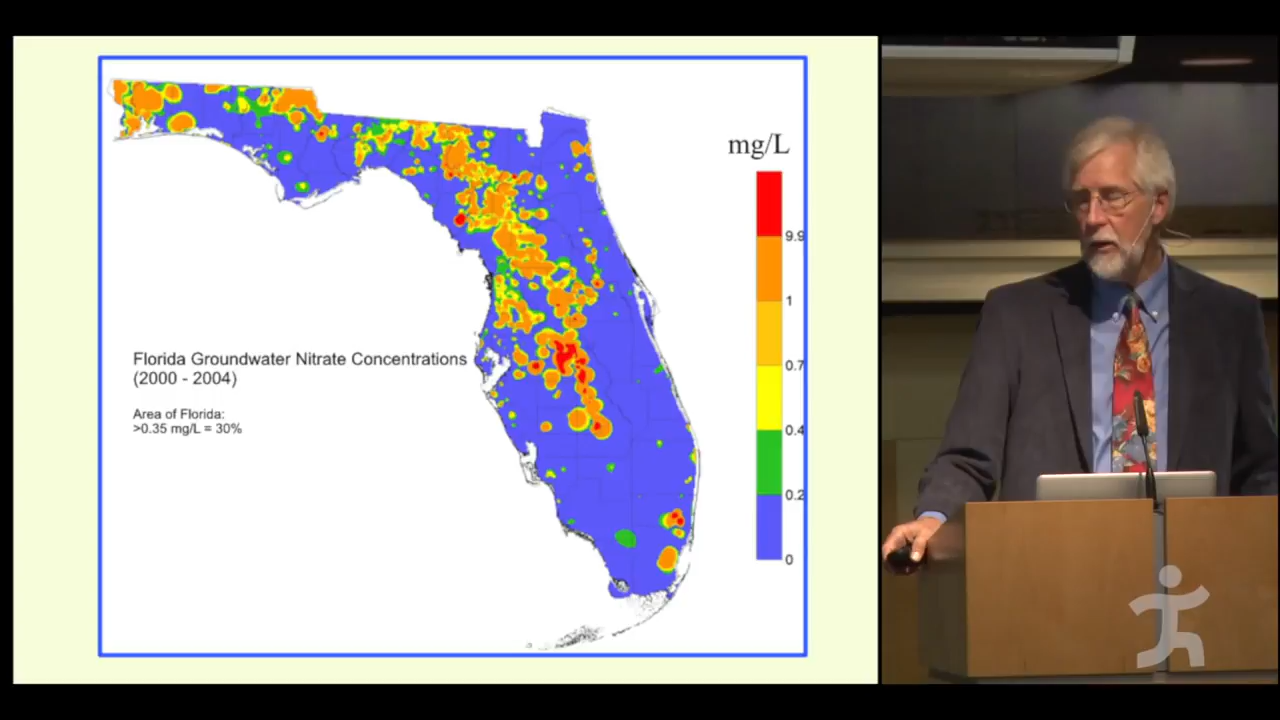 mg/L
9.9
1
0.7
0.4
0.2
0
Florida Groundwater Nitrate Concentrations
(2000 - 2004)
Area of Florida:
>0.35 mg/L = 30%